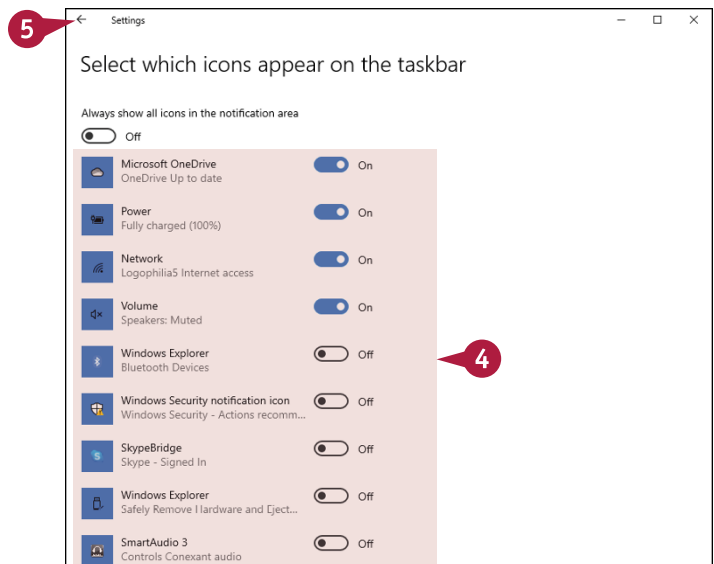 5
Settings
Select which icons appear on the taskbar
Always show all icons in the notification area
Off
Microsoft OneDrive
On
OneDrive Up to date
Power
On
Fully charged (100%)
Network
On
Logophilia5 Internet access
Volume
On
Speakers: Muted
Windows Explorer
Off
Bluetooth Devices
4
Windows Security notification icon
Off
Windows Security - Actions recomm...
SkypeBridge
Off
Skype - Signed In
Windows Explorer
Off
Safely Remove Hardware and Eject...
SmartAudio 3
Off
Controls Conexant audio